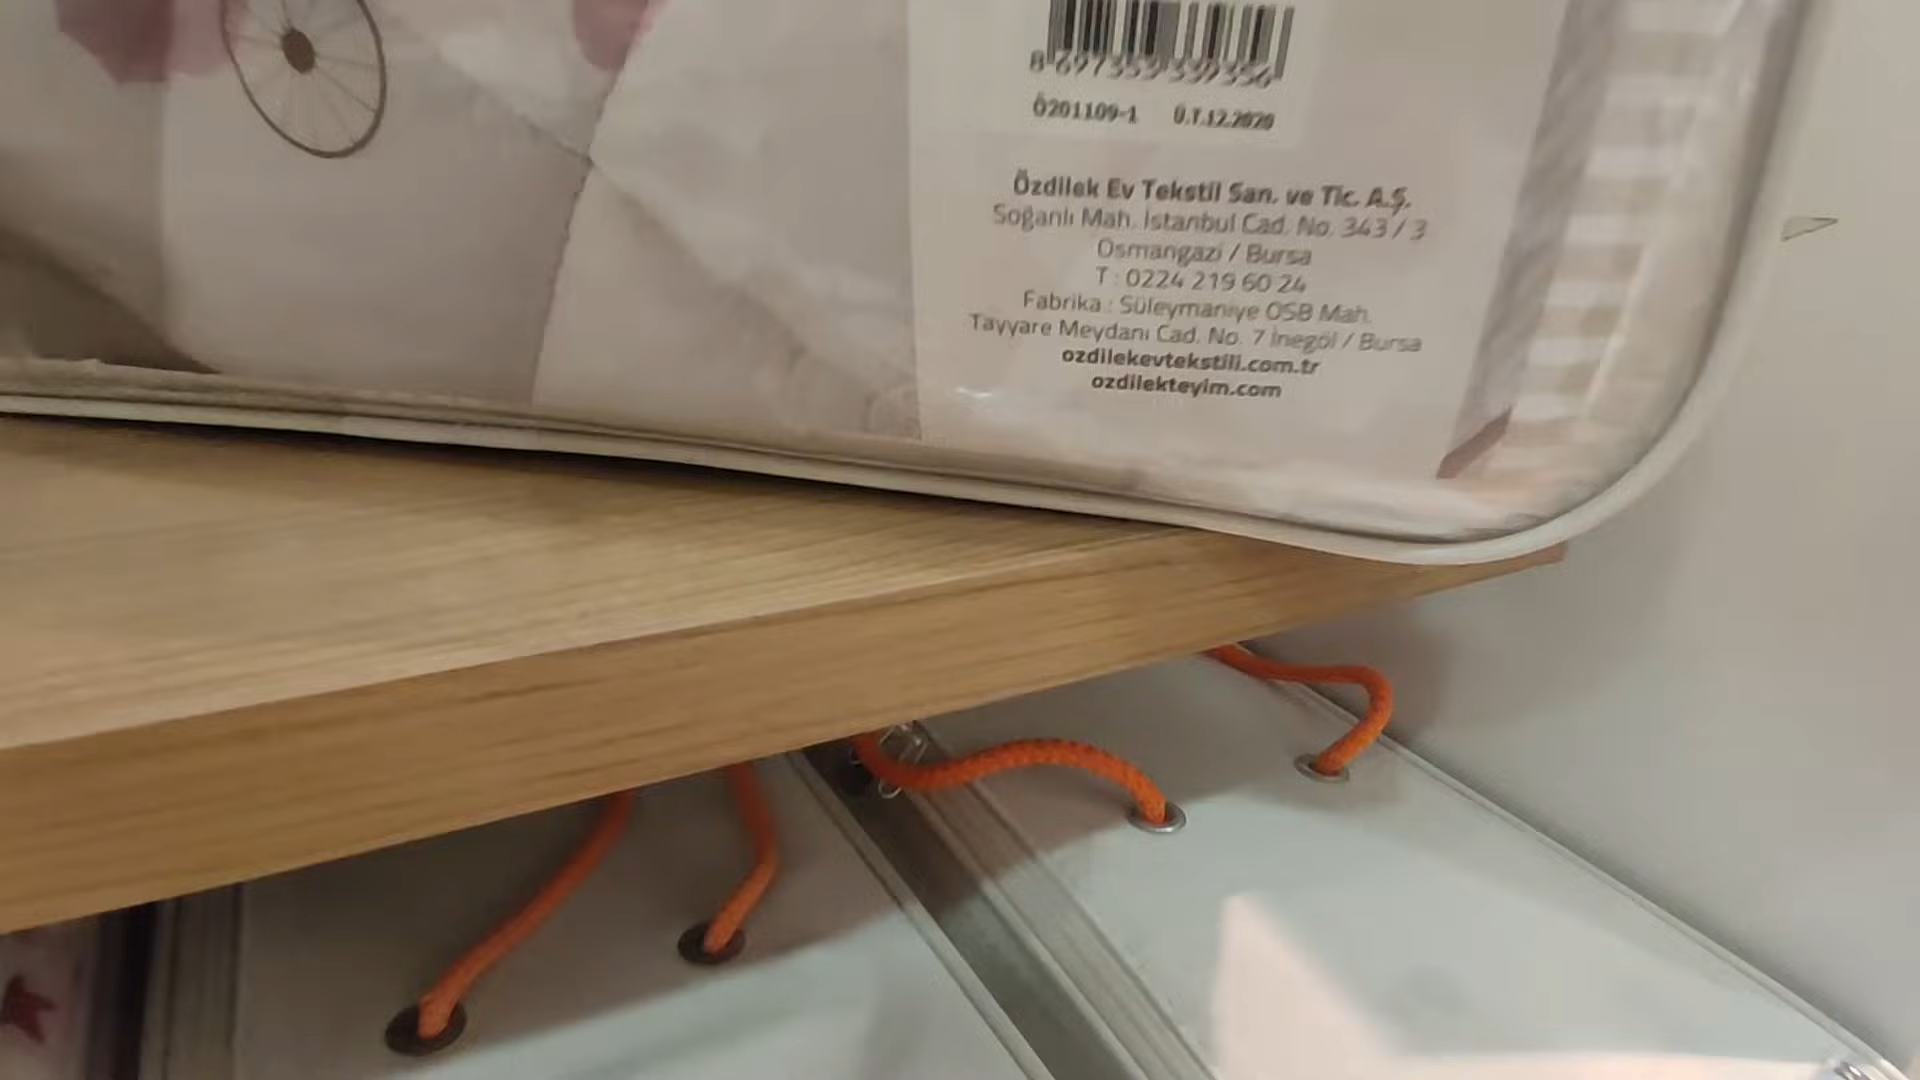 Ö201109-1 Ü.T.12.2020
Özdilek Ev Tekstil San. ve Tic. A.Ş.
Soğanlı Mah. İstanbul Cad. No. 343 / 3
Osmangazi / Bursa
T : 0224 219 60 24
Fabrika : Süleymaniye OSB Mah.
Tayyare Meydanı Cad. No. 7 İnegöl / Bursa
ozdilekevtekstili.com.tr
ozdilekteyim.com